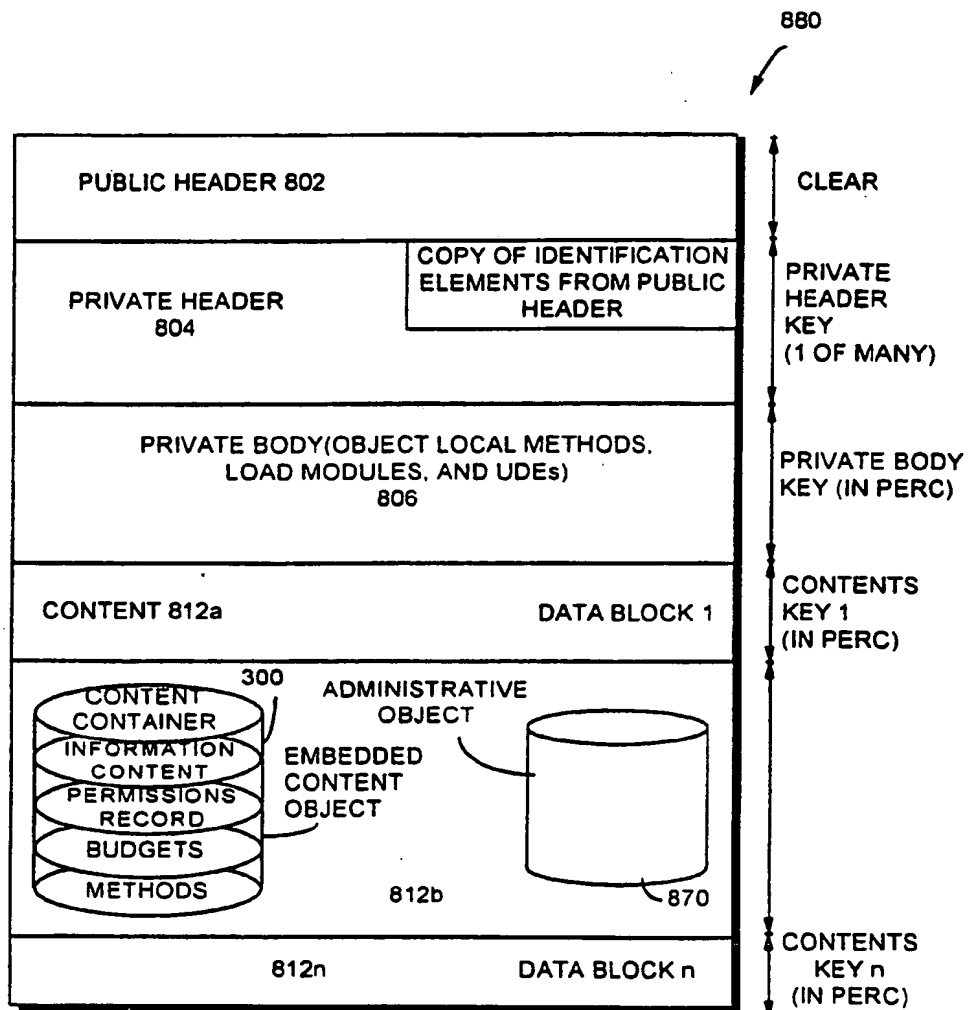 880
PUBLIC HEADER 802
CLEAR
COPY OF IDENTIFICATION
ELEMENTS FROM PUBLIC
HEADER
PRIVATE HEADER
804
PRIVATE
HEADER
KEY
(1 OF MANY)
PRIVATE BODY(OBJECT LOCAL METHODS,
LOAD MODULES, AND UDEs)
806
PRIVATE BODY
KEY (IN PERC)
CONTENT 812a
DATA BLOCK 1
CONTENTS
KEY 1
(IN PERC)
300
CONTENT
CONTAINER
INFORMATION
CONTENT
PERMISSIONS
RECORD
BUDGETS
METHODS
EMBEDDED
CONTENT
OBJECT
ADMINISTRATIVE
OBJECT
870
812b
812n
DATA BLOCK n
CONTENTS
KEY n
(IN PERC)